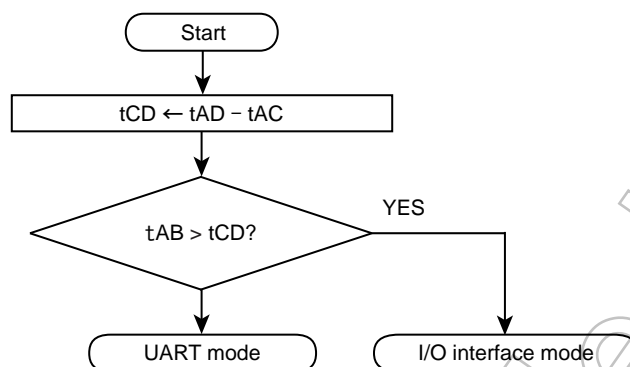 Start
tCD ← tAD − tAC
tAB > tCD?
YES
UART mode
I/O interface mode